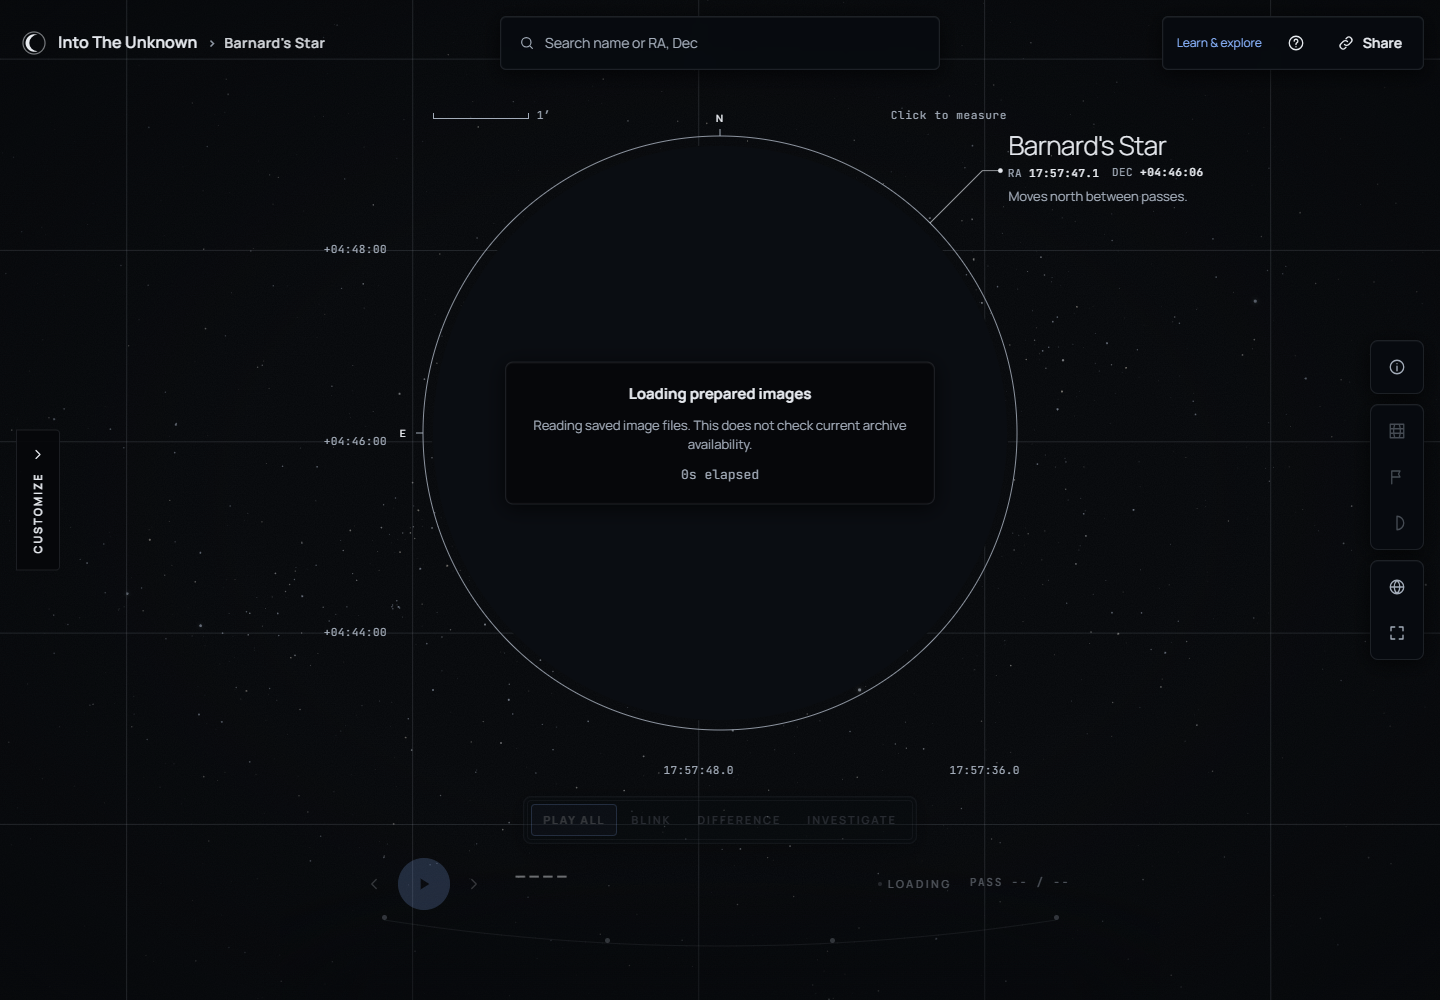 Into The Unknown › Barnard's Star
Search name or RA, Dec
Learn & explore
Share
1′
N
Click to measure
Barnard's Star
RA 17:57:47.1 DEC +04:46:06
Moves north between passes.
+04:48:00
Loading prepared images
Reading saved image files. This does not check current archive
availability.
0s elapsed
+04:46:00
E
CUSTOMIZE
+04:44:00
17:57:48.0
17:57:36.0
PLAY ALL
BLINK
DIFFERENCE
INVESTIGATE
----
LOADING
PASS -- / --